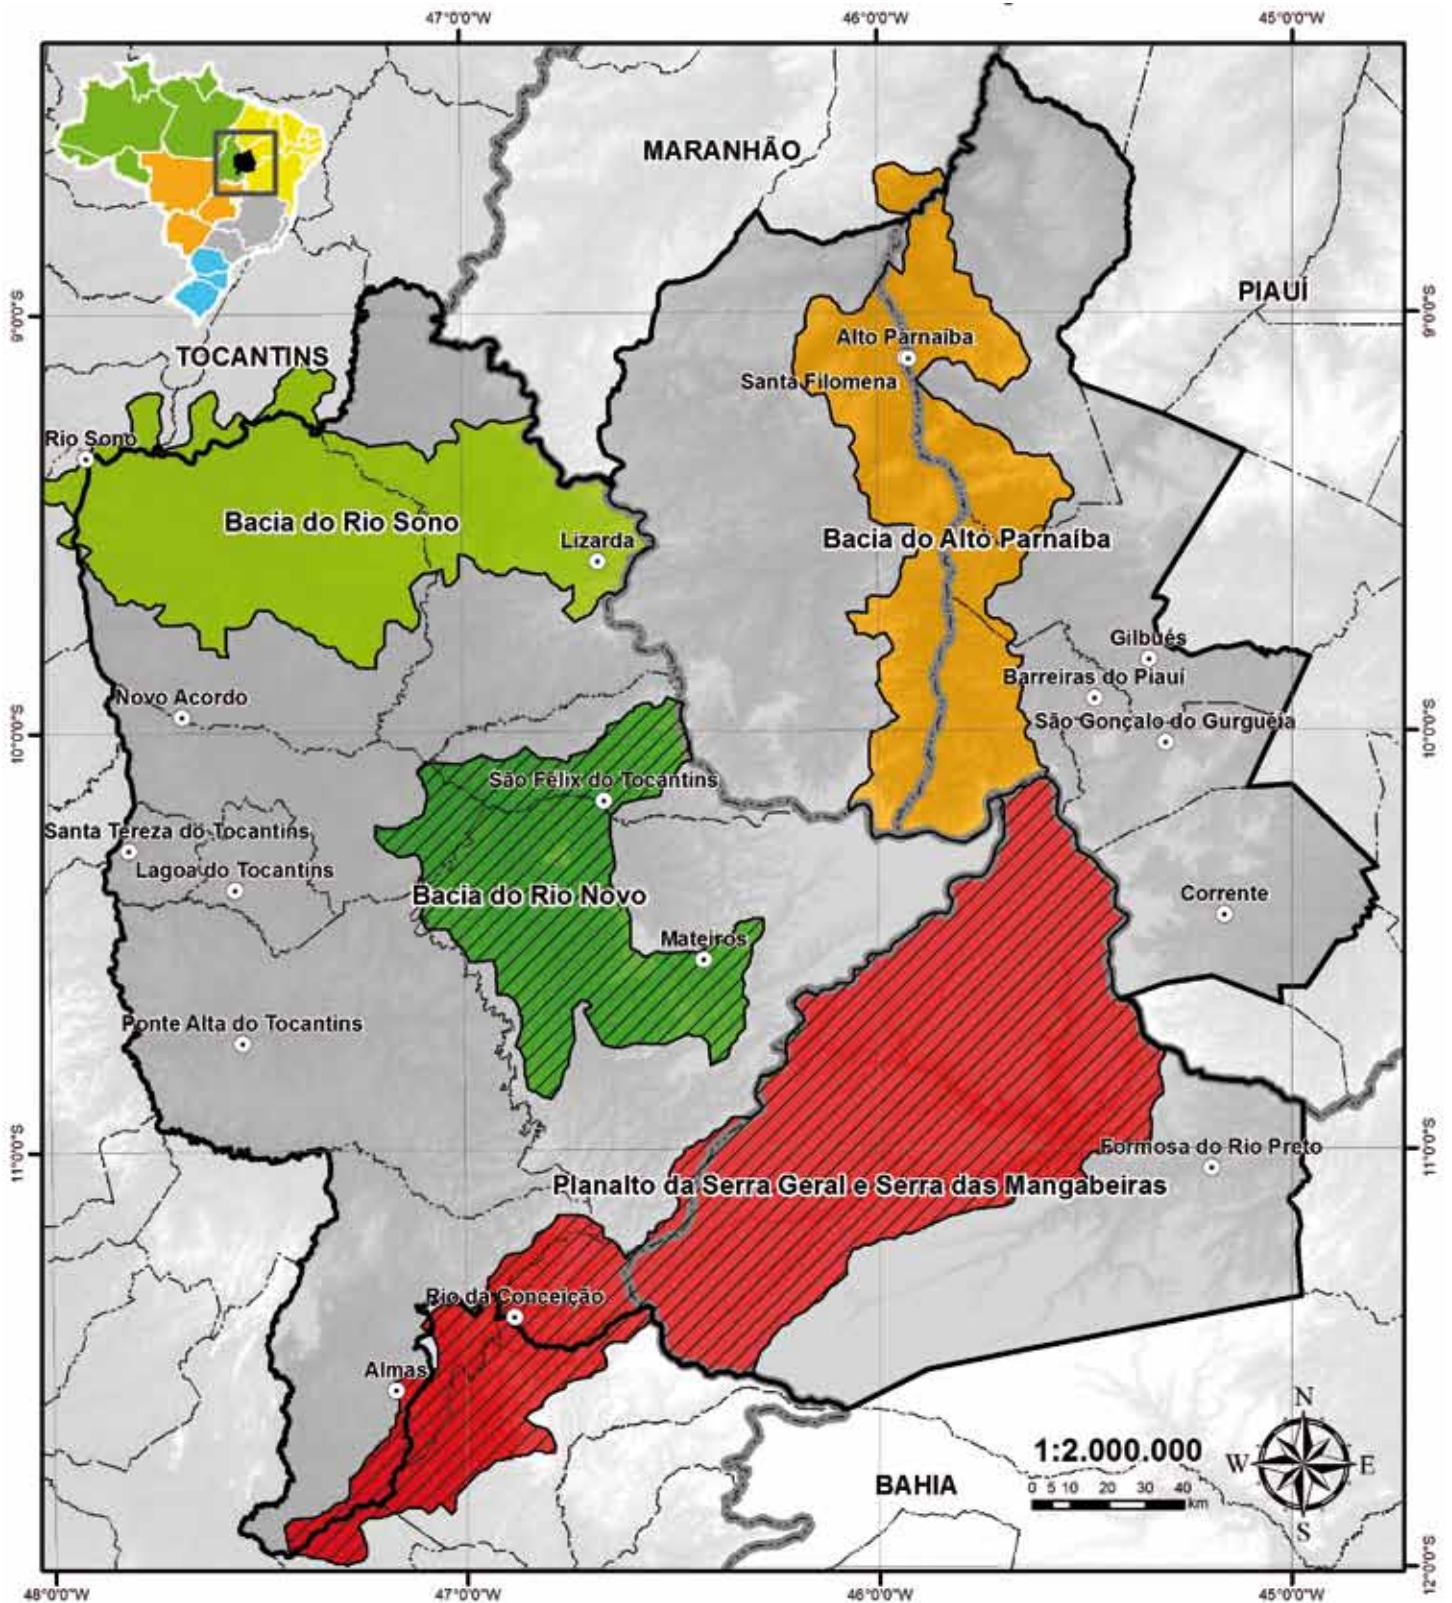 47°0'0"W
46°0'0"W
45°0'0"W
MARANHÃO
PIAUÍ
9°0'0"S
9°0'0"S
TOCANTINS
Alto Parnaíba
Santa Filomena
Rio Sono
Bacia do Rio Sono
Lizarda
Bacia do Alto Parnaíba
Gilbués
Barreiras do Piauí
Novo Acordo
São Gonçalo do Gurguéia
10°0'0"S
10°0'0"S
São Félix do Tocantins
Santa Tereza do Tocantins
Lagoa do Tocantins
Bacia do Rio Novo
Corrente
Mateiros
Ponte Alta do Tocantins
11°0'0"S
11°0'0"S
Formosa do Rio Preto
Planalto da Serra Geral e Serra das Mangabeiras
Rio da Conceição
Almas
N
1:2.000.000
W
E
BAHIA
0 5 10 20 30 40
km
S
12°0'0"S
48°0'0"W
47°0'0"W
46°0'0"W
45°0'0"W